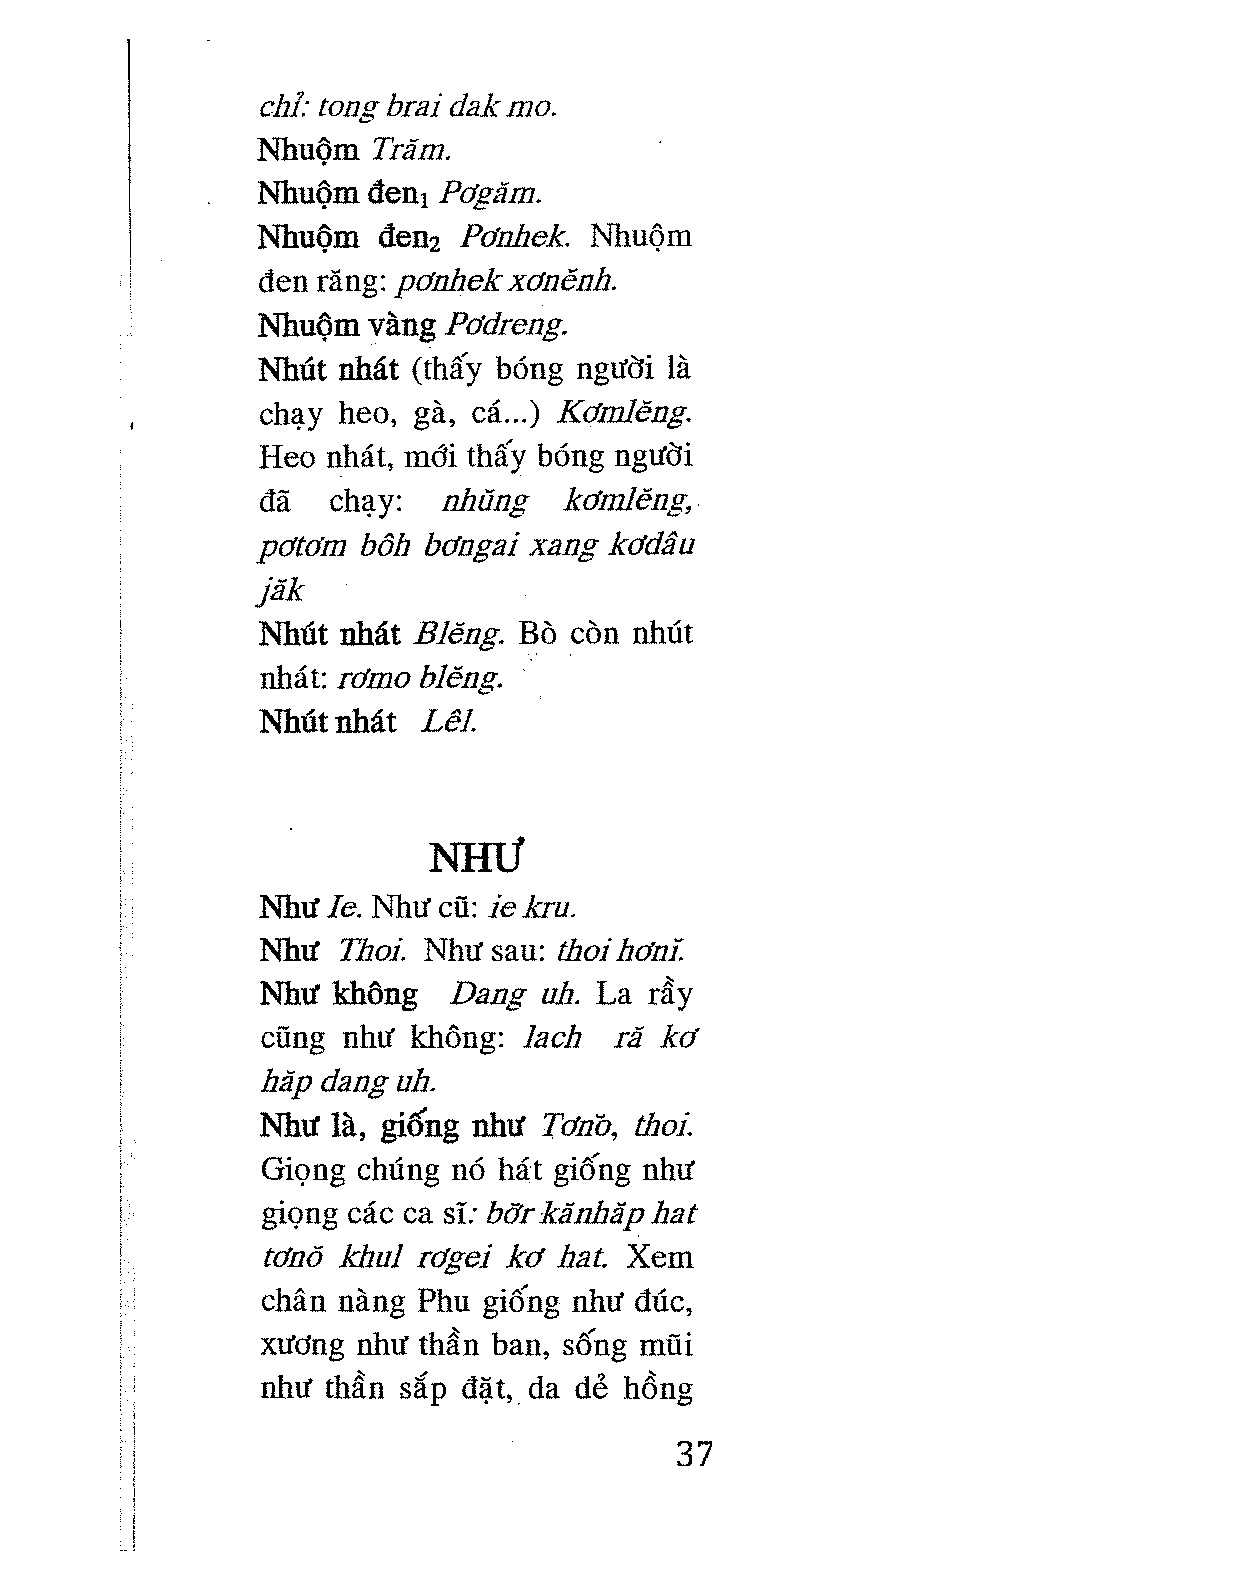 chỉ: tong brai dak mo.
Nhuộm Trăm.
Nhuộm đen₁ Pơgăm.
Nhuộm đen₂ Pơnhek. Nhuộm
đen răng: pơnhek xơnĕnh.
Nhuộm vàng Pơdreng.
Nhút nhát (thấy bóng người là
chạy heo, gà, cá...) Kơmlĕng.
Heo nhát, mới thấy bóng người
đã chạy: nhŭng kơmlĕng,
pơtơm bôh bơngai xang kơdâu
jăk
Nhút nhát Blĕng. Bò còn nhút
nhát: rơmo blĕng.
Nhút nhát Lêl.
NHƯ
Như Ie. Như cũ: ie kru.
Như Thoi. Như sau: thoi hơnĭ.
Như không Dang uh. La rầy
cũng như không: lach ră kơ
hăp dang uh.
Như là, giống như Tơnŏ, thoi.
Giọng chúng nó hát giống như
giọng các ca sĩ: bơ̆r kănhăp hat
tơnŏ khul rơgei kơ hat. Xem
chân nàng Phu giống như đúc,
xương như thần ban, sống mũi
như thần sắp đặt, da dẻ hồng
37